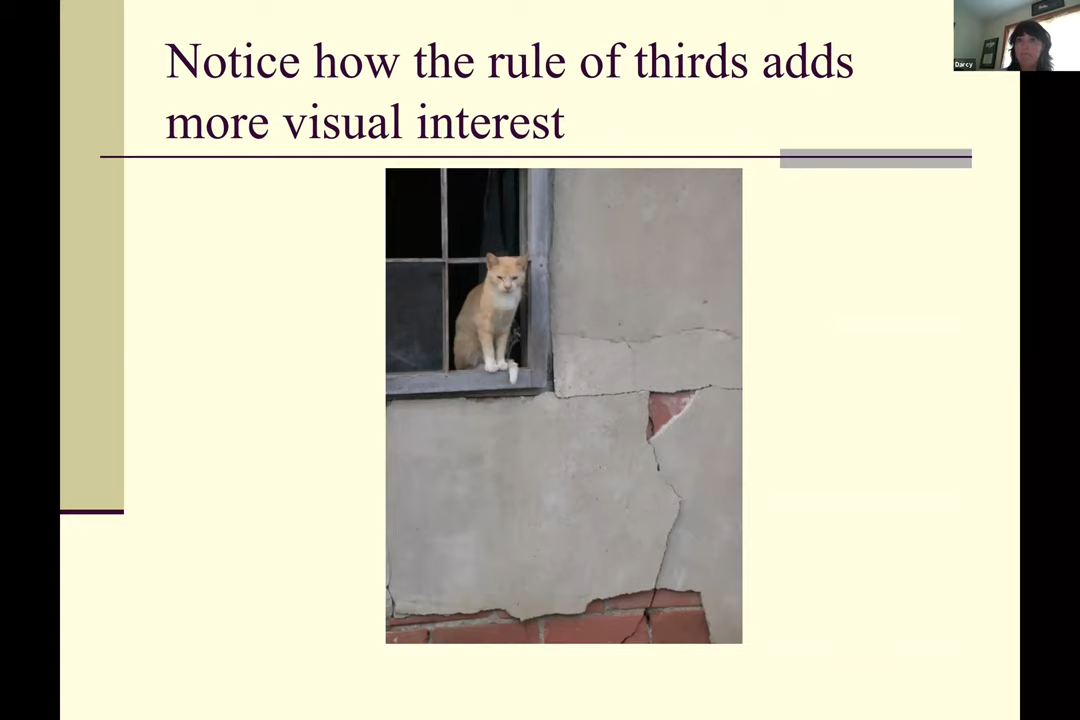 Notice how the rule of thirds adds
more visual interest
Darcy